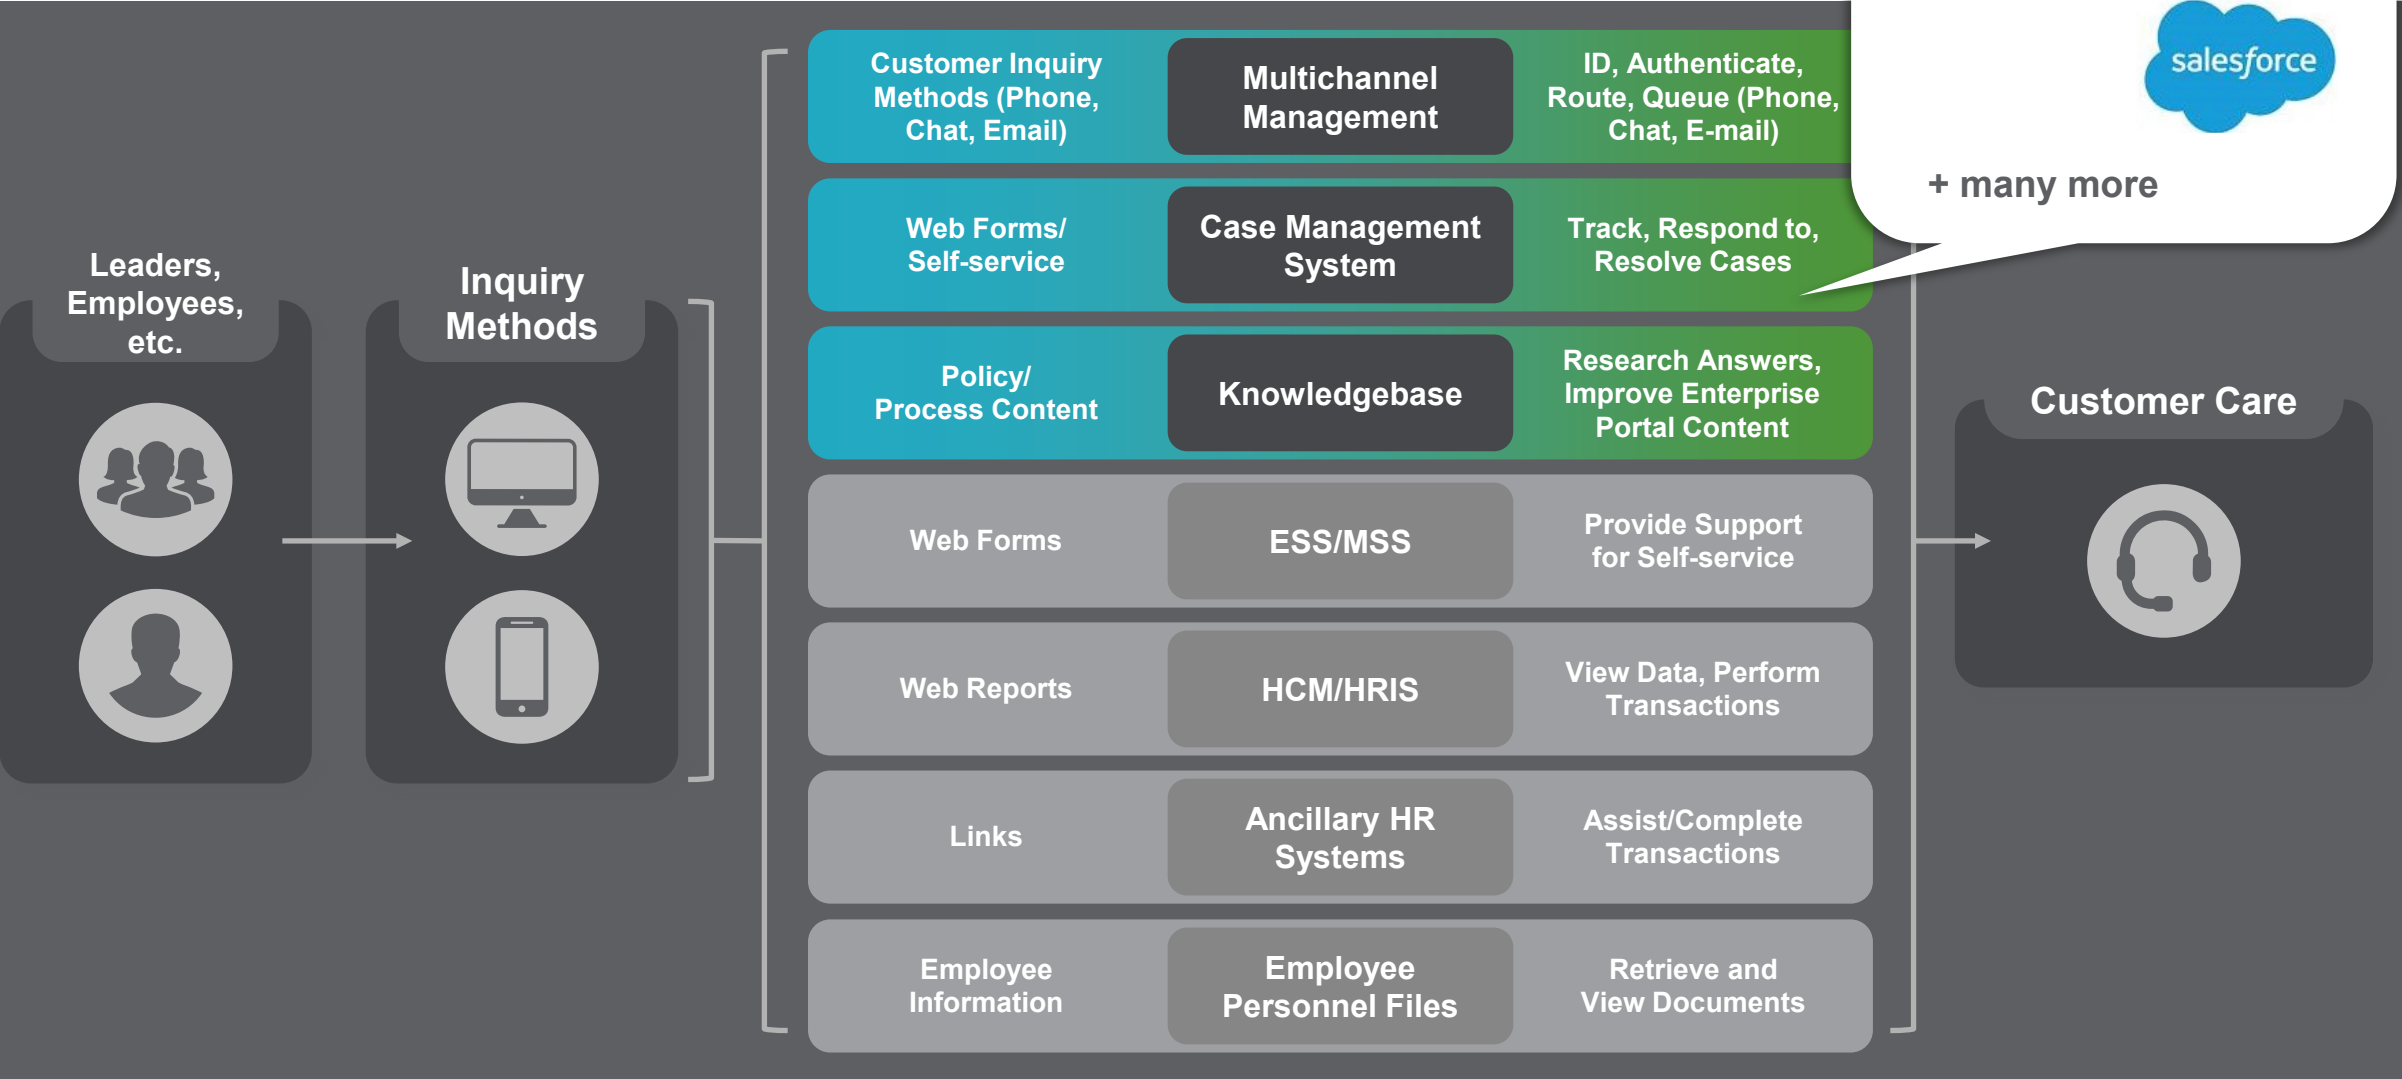 Leaders,
Employees,
etc.
Inquiry
Methods
Customer Inquiry
Methods (Phone,
Chat, Email)
Multichannel
Management
ID, Authenticate,
Route, Queue (Phone,
Chat, E-mail)
Web Forms/
Self-service
Case Management
System
Track, Respond to,
Resolve Cases
Policy/
Process Content
Knowledgebase
Research Answers,
Improve Enterprise
Portal Content
Web Forms
ESS/MSS
Provide Support
for Self-service
Web Reports
HCM/HRIS
View Data, Perform
Transactions
Links
Ancillary HR
Systems
Assist/Complete
Transactions
Employee
Information
Employee
Personnel Files
Retrieve and
View Documents
salesforce
+ many more
Customer Care